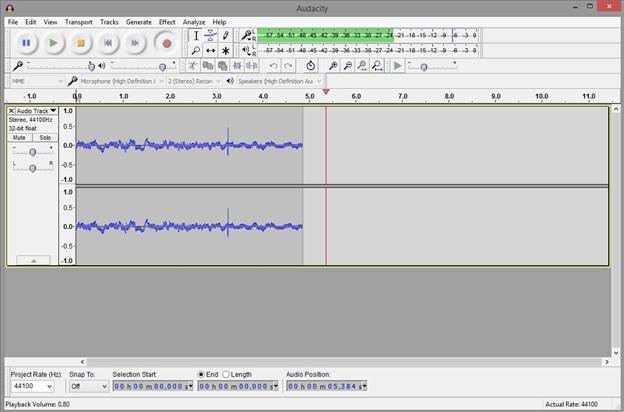 Audacity
File Edit View Transport Tracks Generate Effect Analyze Help
-57 -54 -51 -48 -45 -42 -39 -36 -33 -30 -27 -24 -21 -18 -15 -12 -9 -6 -3 0
L R
-57 -54 -51 -48 -45 -42 -39 -36 -33 -30 -27 -24 -21 -18 -15 -12 -9 -6 -3 0
L R
MME Microphone (High Definition 2 (Stereo) Recor Speakers (High Definition Au
-1.0 0.0 1.0 2.0 3.0 4.0 5.0 6.0 7.0 8.0 9.0 10.0 11.0
Audio Track 1.0
Stereo, 44100Hz
32-bit float
Mute Solo 0.5
- + 0.0
L R -0.5
-1.0
1.0
0.5
0.0
-0.5
-1.0
Project Rate (Hz): Snap To: Selection Start: End Length Audio Position:
44100 Off 00 h 00 m 00,000 s 00 h 00 m 00,000 s 00 h 00 m 05,384 s
Playback Volume: 0.80 Actual Rate: 44100